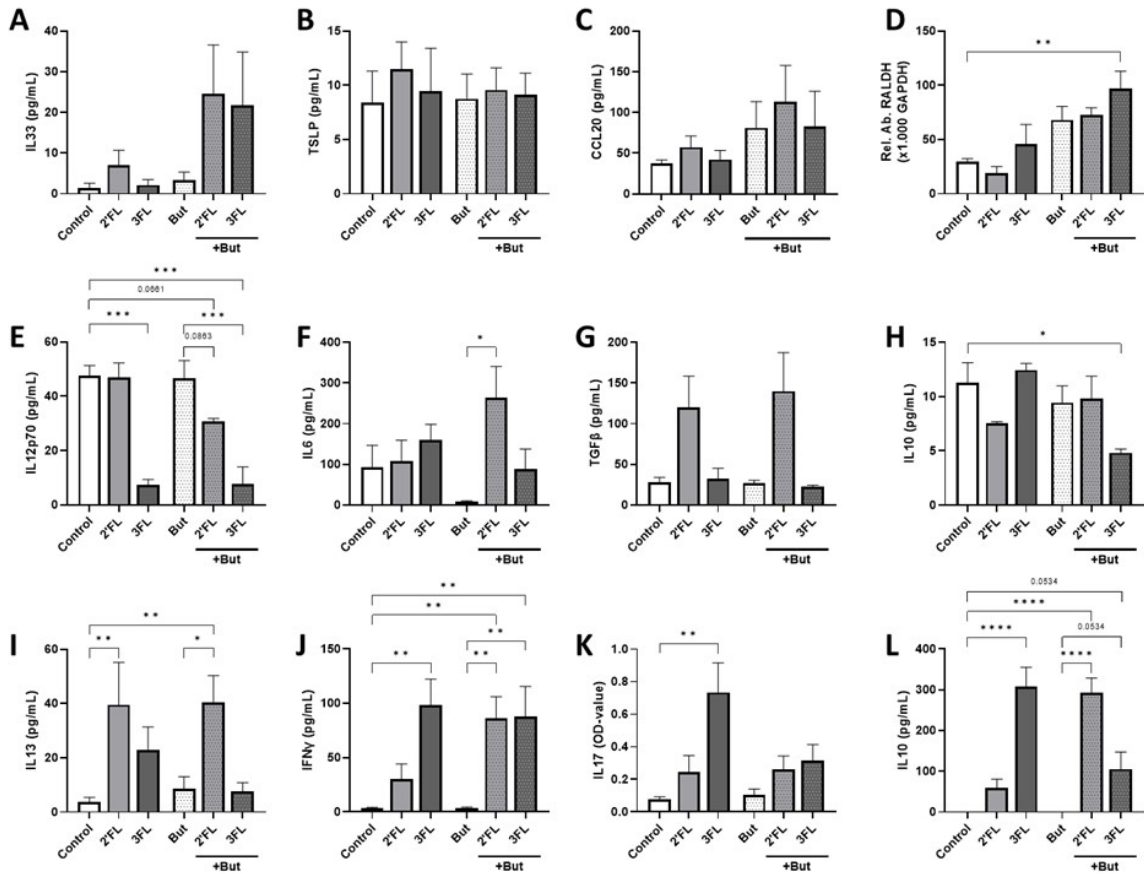 A
IL33 (pg/mL)
40
30
20
10
0
Control
2'FL
3FL
But
2'FL
3FL
+But
B
TSLP (pg/mL)
15
10
5
0
Control
2'FL
3FL
But
2'FL
3FL
+But
C
CCL20 (pg/mL)
200
150
100
50
0
Control
2'FL
3FL
But
2'FL
3FL
+But
D
Rel. Ab. RALDH
(x1.000 GAPDH)
150
100
50
0
**
Control
2'FL
3FL
But
2'FL
3FL
+But
E
IL12p70 (pg/mL)
***
0.0661
***
***
0.0863
60
40
20
0
Control
2'FL
3FL
But
2'FL
3FL
+But
F
IL6 (pg/mL)
*
400
300
200
100
0
Control
2'FL
3FL
But
2'FL
3FL
+But
G
TGFβ (pg/mL)
200
150
100
50
0
Control
2'FL
3FL
But
2'FL
3FL
+But
H
IL10 (pg/mL)
*
15
10
5
0
Control
2'FL
3FL
But
2'FL
3FL
+But
I
IL13 (pg/mL)
**
**
*
60
40
20
0
Control
2'FL
3FL
But
2'FL
3FL
+But
J
IFNγ (pg/mL)
**
**
**
**
**
150
100
50
0
Control
2'FL
3FL
But
2'FL
3FL
+But
K
IL17 (OD-value)
**
1.0
0.8
0.6
0.4
0.2
0.0
Control
2'FL
3FL
But
2'FL
3FL
+But
L
IL10 (pg/mL)
0.0534
****
0.0534
****
****
400
300
200
100
0
Control
2'FL
3FL
But
2'FL
3FL
+But